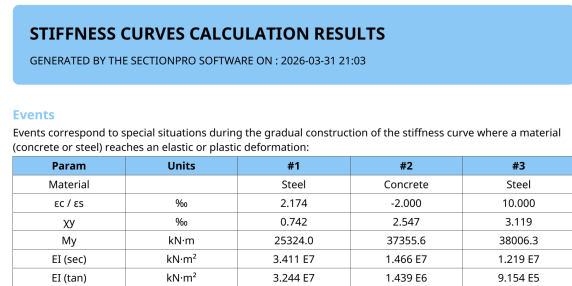 STIFFNESS CURVES CALCULATION RESULTS
GENERATED BY THE SECTIONPRO SOFTWARE ON : 2026-03-31 21:03
Events
Events correspond to special situations during the gradual construction of the stiffness curve where a material
(concrete or steel) reaches an elastic or plastic deformation:
Param Units #1 #2 #3
Material Steel Concrete Steel
εc / εs ‰ 2.174 -2.000 10.000
χy ‰ 0.742 2.547 3.119
My kN·m 25324.0 37355.6 38006.3
EI (sec) kN·m² 3.411 E7 1.466 E7 1.219 E7
EI (tan) kN·m² 3.244 E7 1.439 E6 9.154 E5